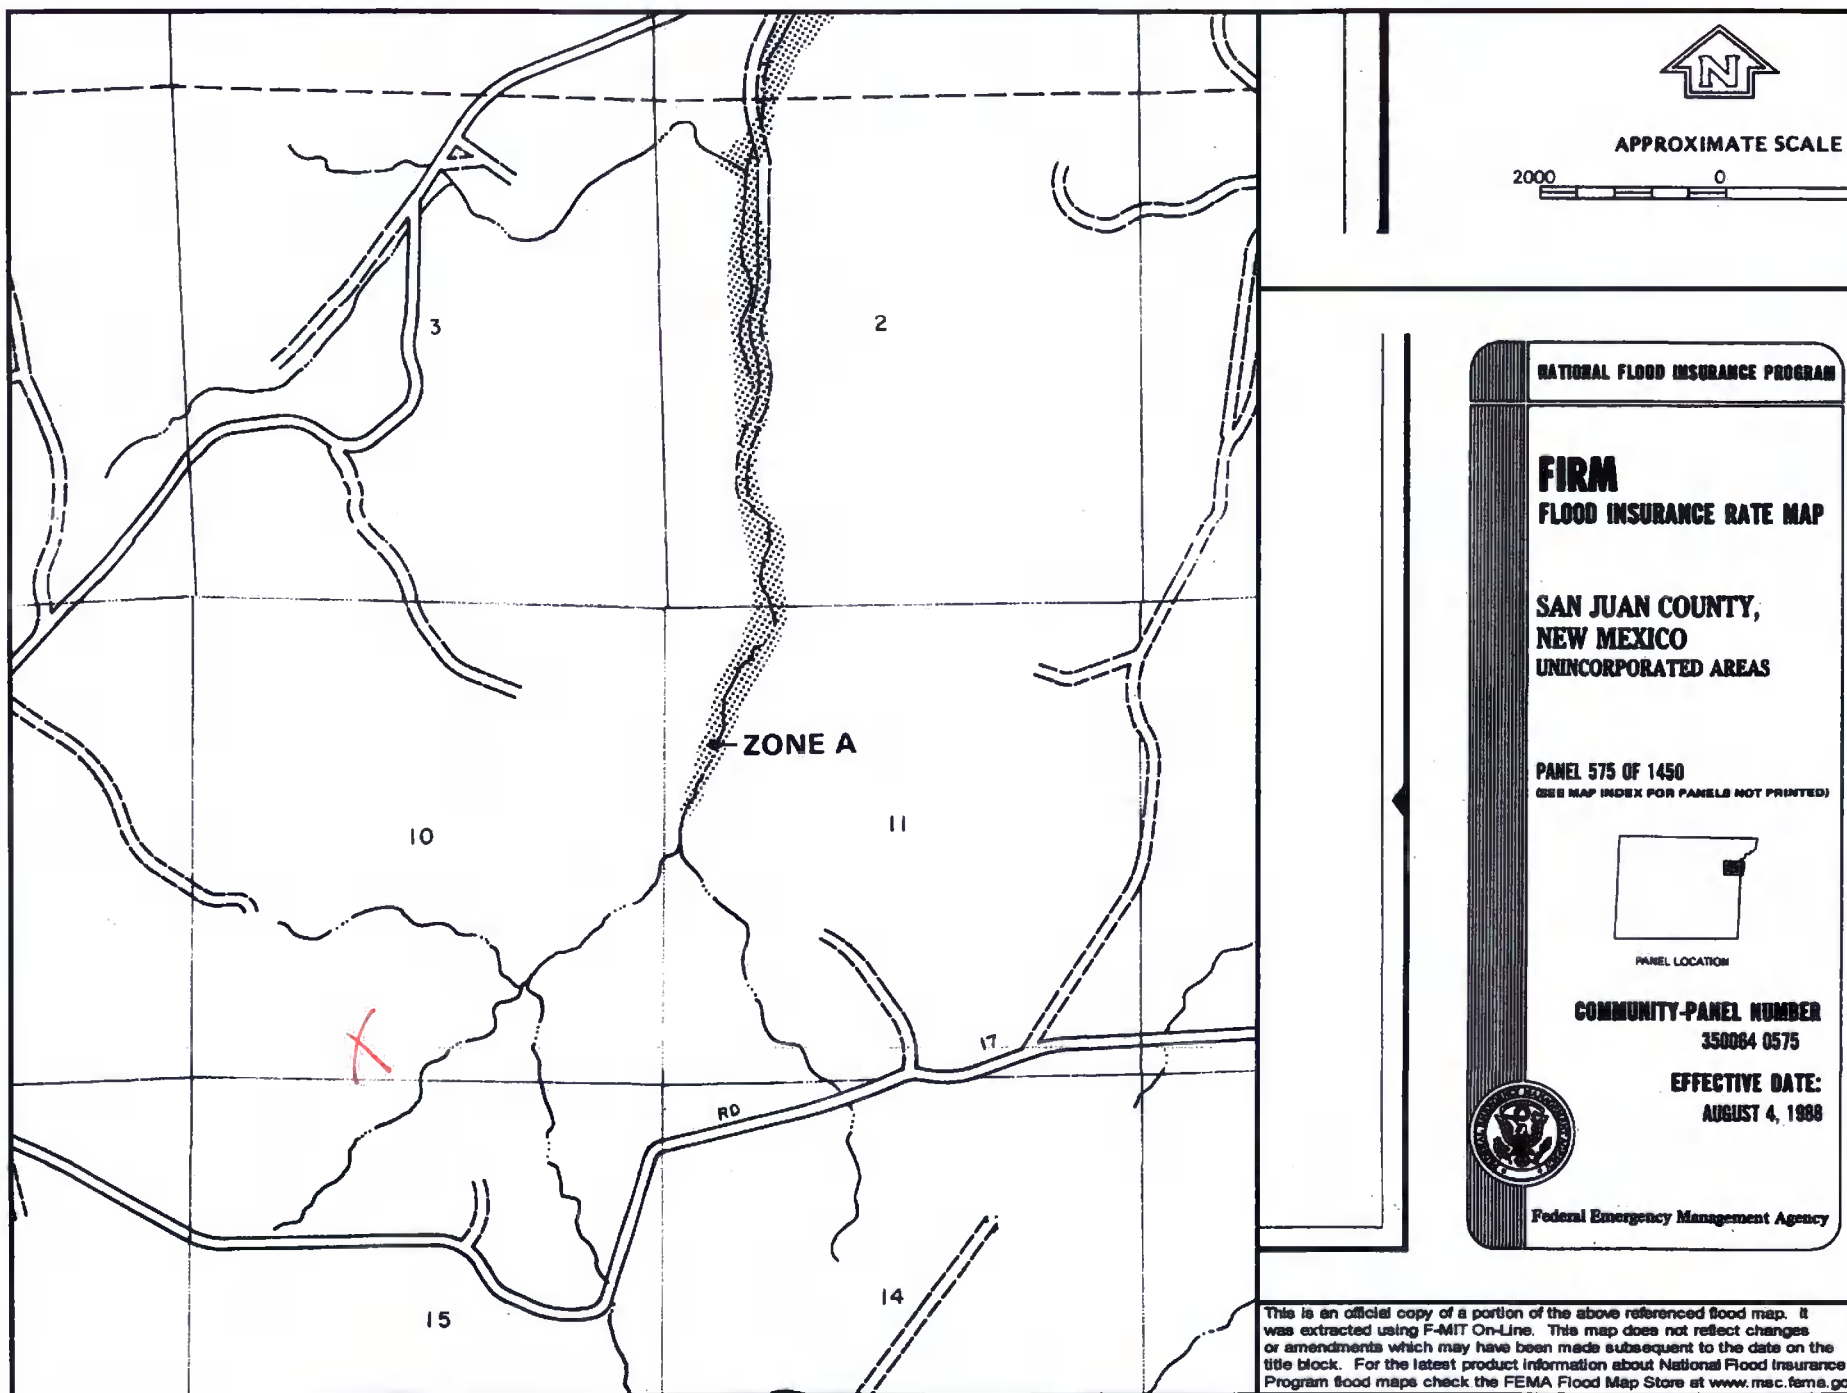 N
APPROXIMATE SCALE
2000 0
NATIONAL FLOOD INSURANCE PROGRAM
FIRM
FLOOD INSURANCE RATE MAP
SAN JUAN COUNTY,
NEW MEXICO
UNINCORPORATED AREAS
PANEL 575 OF 1450
(SEE MAP INDEX FOR PANELS NOT PRINTED)
PANEL LOCATION
COMMUNITY-PANEL NUMBER
350064 0575
EFFECTIVE DATE:
AUGUST 4, 1988
Federal Emergency Management Agency
This is an official copy of a portion of the above referenced flood map. It
was extracted using F-MIT On-Line. This map does not reflect changes
or amendments which may have been made subsequent to the date on the
title block. For the latest product information about National Flood Insurance
Program flood maps check the FEMA Flood Map Store at www.msc.fema.go
3
2
ZONE A
10
11
17
RD
14
15